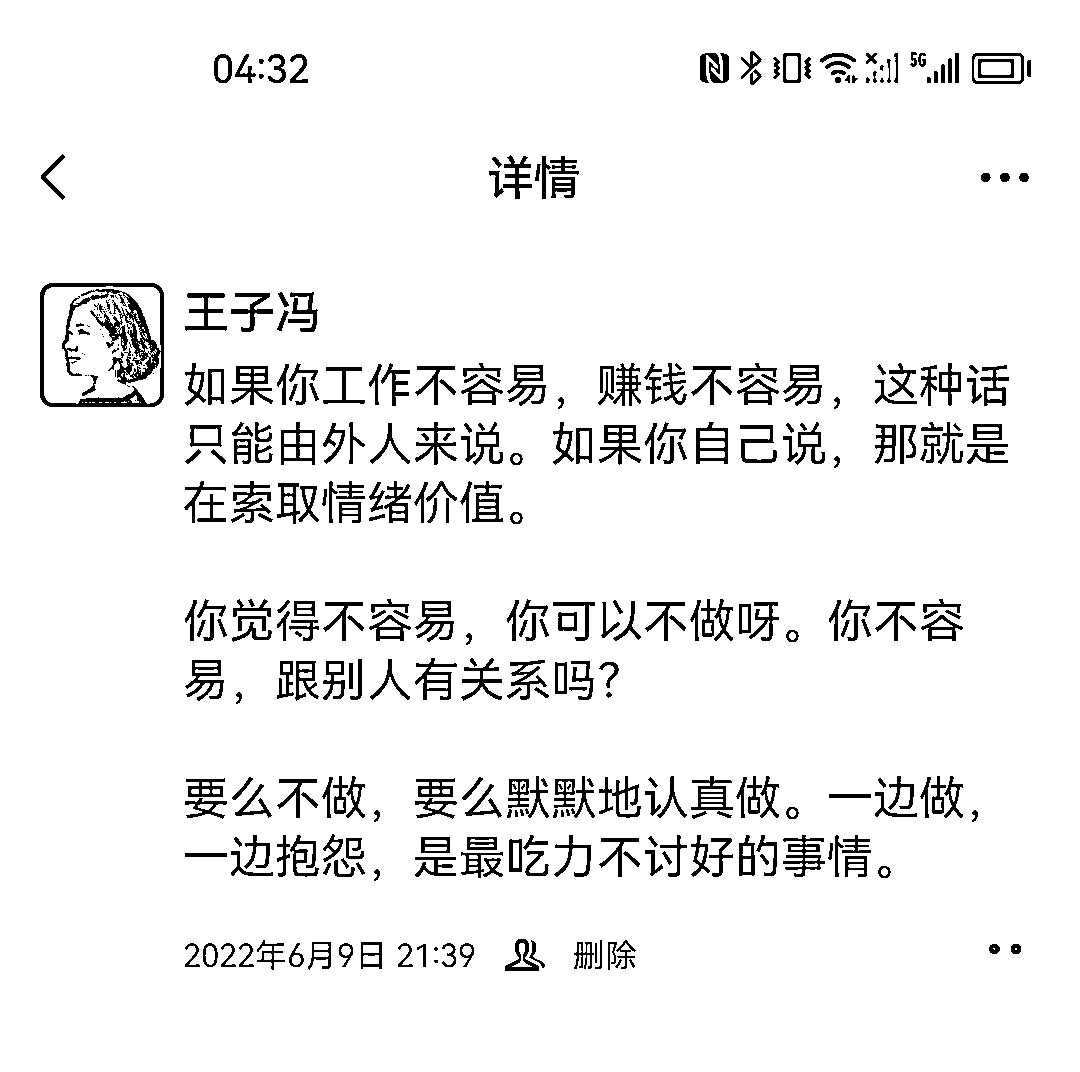 04:32
5G
详情
王子冯
如果你工作不容易，赚钱不容易，这种话
只能由外人来说。如果你自己说，那就是
在索取情绪价值。
你觉得不容易，你可以不做呀。你不容
易，跟别人有关系吗？
要么不做，要么默默地认真做。一边做，
一边抱怨，是最吃力不讨好的事情。
2022年6月9日 21:39 删除